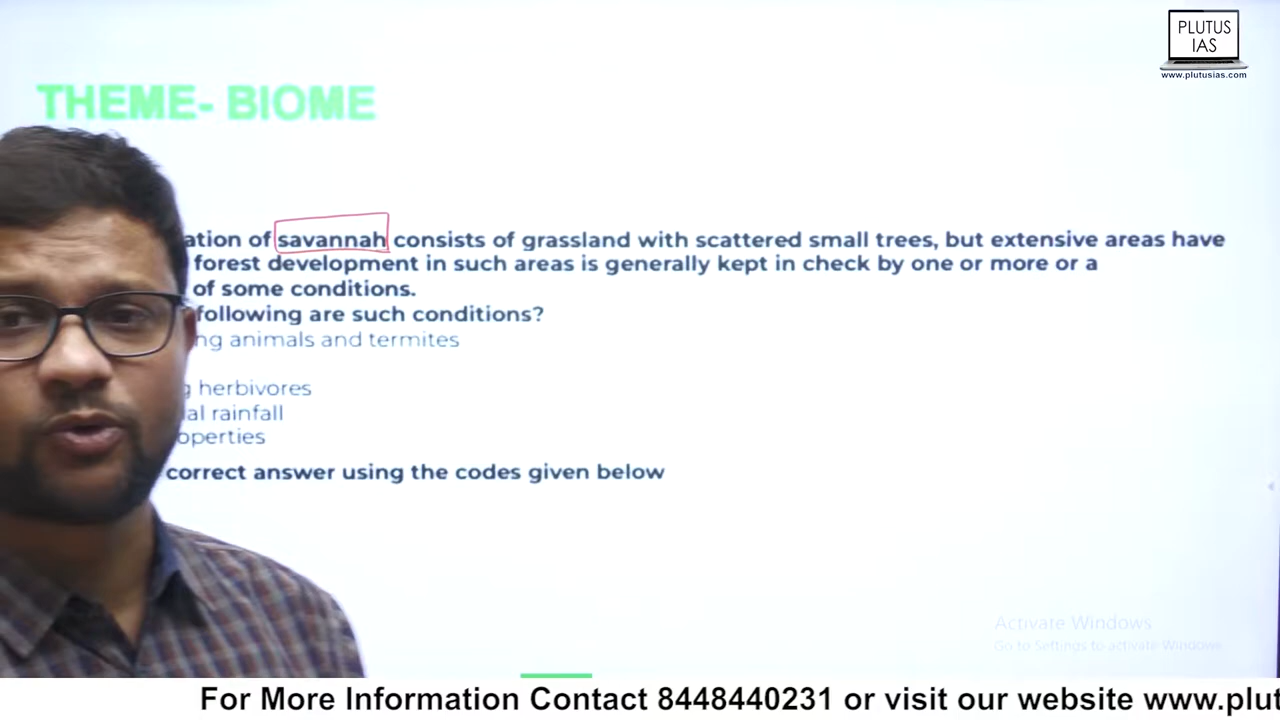 PLUTUS
IAS
www.plutusias.com
THEME- BIOME
ation of savannah consists of grassland with scattered small trees, but extensive areas have
forest development in such areas is generally kept in check by one or more or a
of some conditions.
following are such conditions?
ng animals and termites
g herbivores
al rainfall
operties
correct answer using the codes given below
Activate Windows
Go to Settings to activate Windows
For More Information Contact 8448440231 or visit our website www.plut